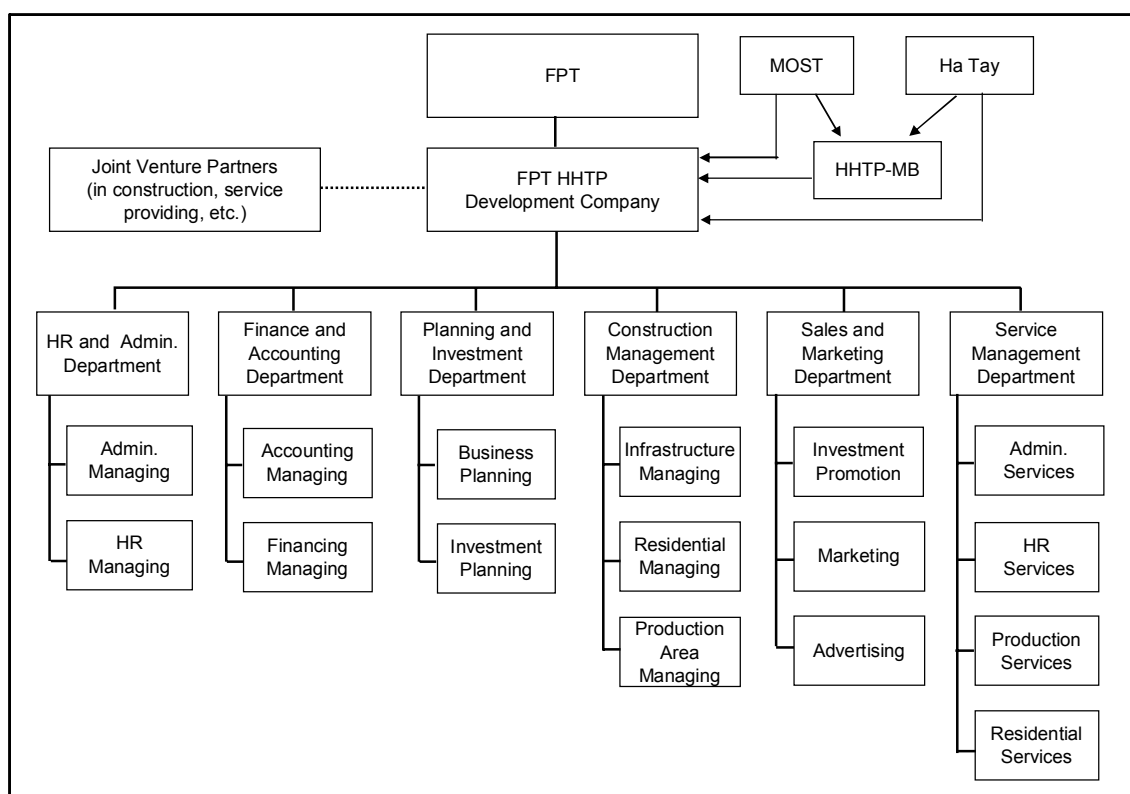 FPT
MOST
Ha Tay
Joint Venture Partners
(in construction, service
providing, etc.)
FPT HHTP
Development Company
HHTP-MB
HR and Admin.
Department
Finance and
Accounting
Department
Planning and
Investment
Department
Construction
Management
Department
Sales and
Marketing
Department
Service
Management
Department
Admin.
Managing
HR
Managing
Accounting
Managing
Financing
Managing
Business
Planning
Investment
Planning
Infrastructure
Managing
Residential
Managing
Production
Area
Managing
Investment
Promotion
Marketing
Advertising
Admin.
Services
HR
Services
Production
Services
Residential
Services